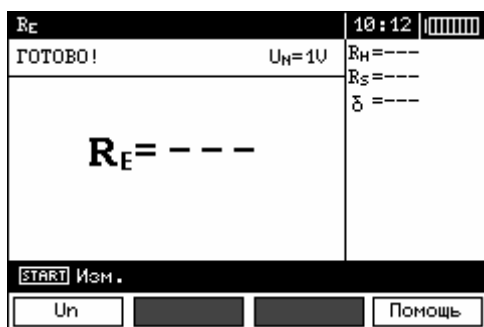 RE 10:12
ГОТОВО! UN=1V
RH=---
RS=---
δ =---
RE= ---
START Изм.
Un Помощь